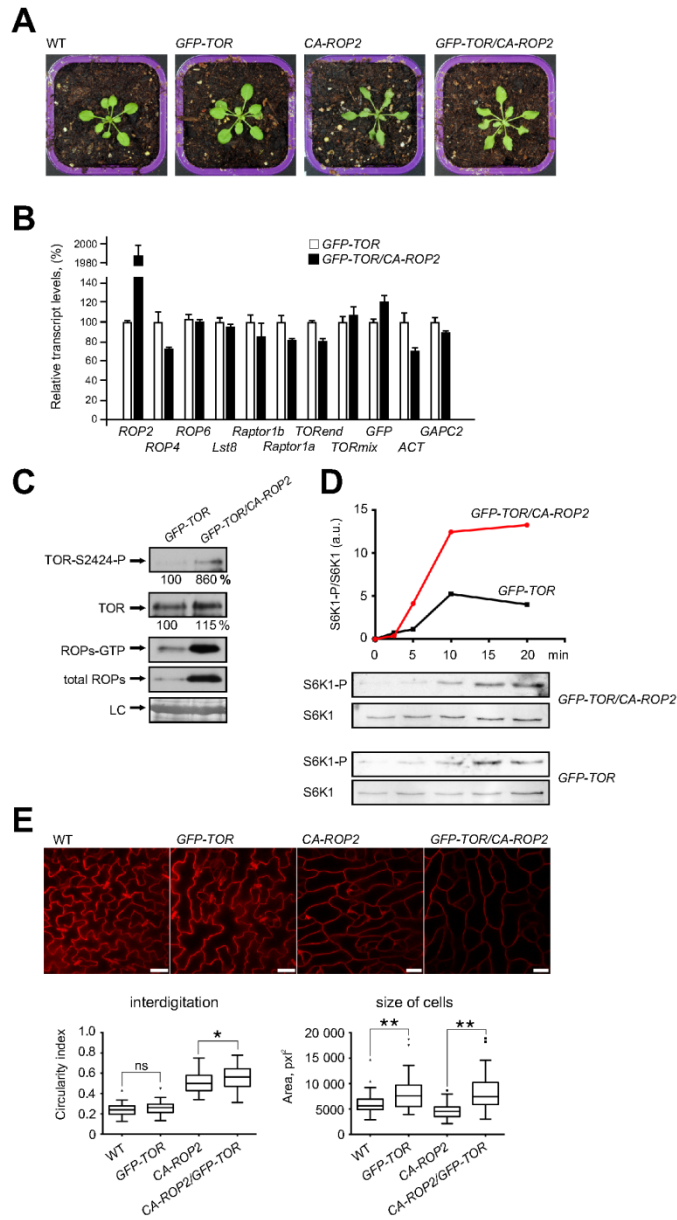 A
WT GFP-TOR CA-ROP2 GFP-TOR/CA-ROP2
B
Relative transcript levels, (%)
2000
1980
140
120
100
80
60
40
20
0
GFP-TOR
GFP-TOR/CA-ROP2
ROP2 ROP6 Raptor1b TORend GFP GAPC2
ROP4 Lst8 Raptor1a TORmix ACT
C
GFP-TOR GFP-TOR/CA-ROP2
TOR-S2424-P
100 860 %
TOR
100 115 %
ROPs-GTP
total ROPs
LC
D
S6K1-P/S6K1 (a.u.)
15
10
5
0
GFP-TOR/CA-ROP2
GFP-TOR
0 5 10 15 20 min
S6K1-P
S6K1
GFP-TOR/CA-ROP2
S6K1-P
S6K1
GFP-TOR
E
WT GFP-TOR CA-ROP2 GFP-TOR/CA-ROP2
interdigitation
Circularity index
1.0
0.8
0.6
0.4
0.2
0
ns
*
WT GFP-TOR CA-ROP2 CA-ROP2/GFP-TOR
size of cells
Area, pxl²
20 000
15 000
10 000
5000
0
**
**
WT GFP-TOR CA-ROP2 CA-ROP2/GFP-TOR